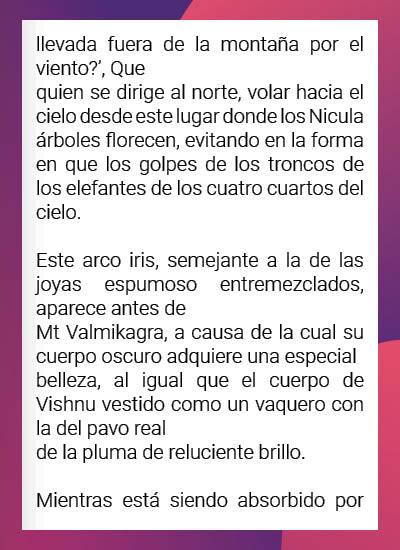 llevada fuera de la montaña por el
viento?’, Que
quien se dirige al norte, volar hacia el
cielo desde este lugar donde los Nicula
árboles florecen, evitando en la forma
en que los golpes de los troncos de
los elefantes de los cuatro cuartos del
cielo.

Este arco iris, semejante a la de las
joyas espumoso entremezclados,
aparece antes de
Mt Valmikagra, a causa de la cual su
cuerpo oscuro adquiere una especial
belleza, al igual que el cuerpo de
Vishnu vestido como un vaquero con
la del pavo real
de la pluma de reluciente brillo.

Mientras está siendo absorbido por